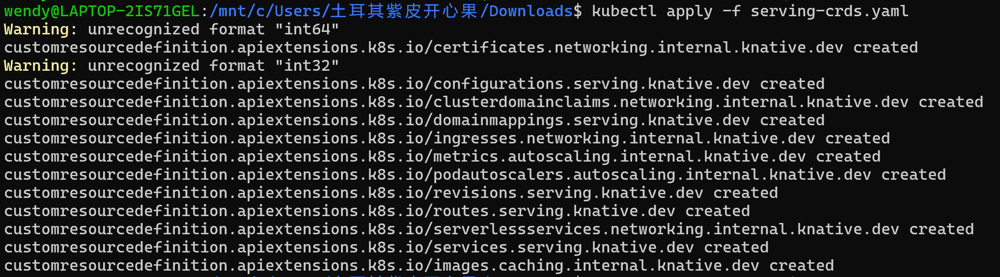 wendy@LAPTOP-2IS71GEL:/mnt/c/Users/土耳其紫皮开心果/Downloads$ kubectl apply -f serving-crds.yaml
Warning: unrecognized format "int64"
customresourcedefinition.apiextensions.k8s.io/certificates.networking.internal.knative.dev created
Warning: unrecognized format "int32"
customresourcedefinition.apiextensions.k8s.io/configurations.serving.knative.dev created
customresourcedefinition.apiextensions.k8s.io/clusterdomainclaims.networking.internal.knative.dev created
customresourcedefinition.apiextensions.k8s.io/domainmappings.serving.knative.dev created
customresourcedefinition.apiextensions.k8s.io/ingresses.networking.internal.knative.dev created
customresourcedefinition.apiextensions.k8s.io/metrics.autoscaling.internal.knative.dev created
customresourcedefinition.apiextensions.k8s.io/podautoscalers.autoscaling.internal.knative.dev created
customresourcedefinition.apiextensions.k8s.io/revisions.serving.knative.dev created
customresourcedefinition.apiextensions.k8s.io/routes.serving.knative.dev created
customresourcedefinition.apiextensions.k8s.io/serverlessservices.networking.internal.knative.dev created
customresourcedefinition.apiextensions.k8s.io/services.serving.knative.dev created
customresourcedefinition.apiextensions.k8s.io/images.caching.internal.knative.dev created